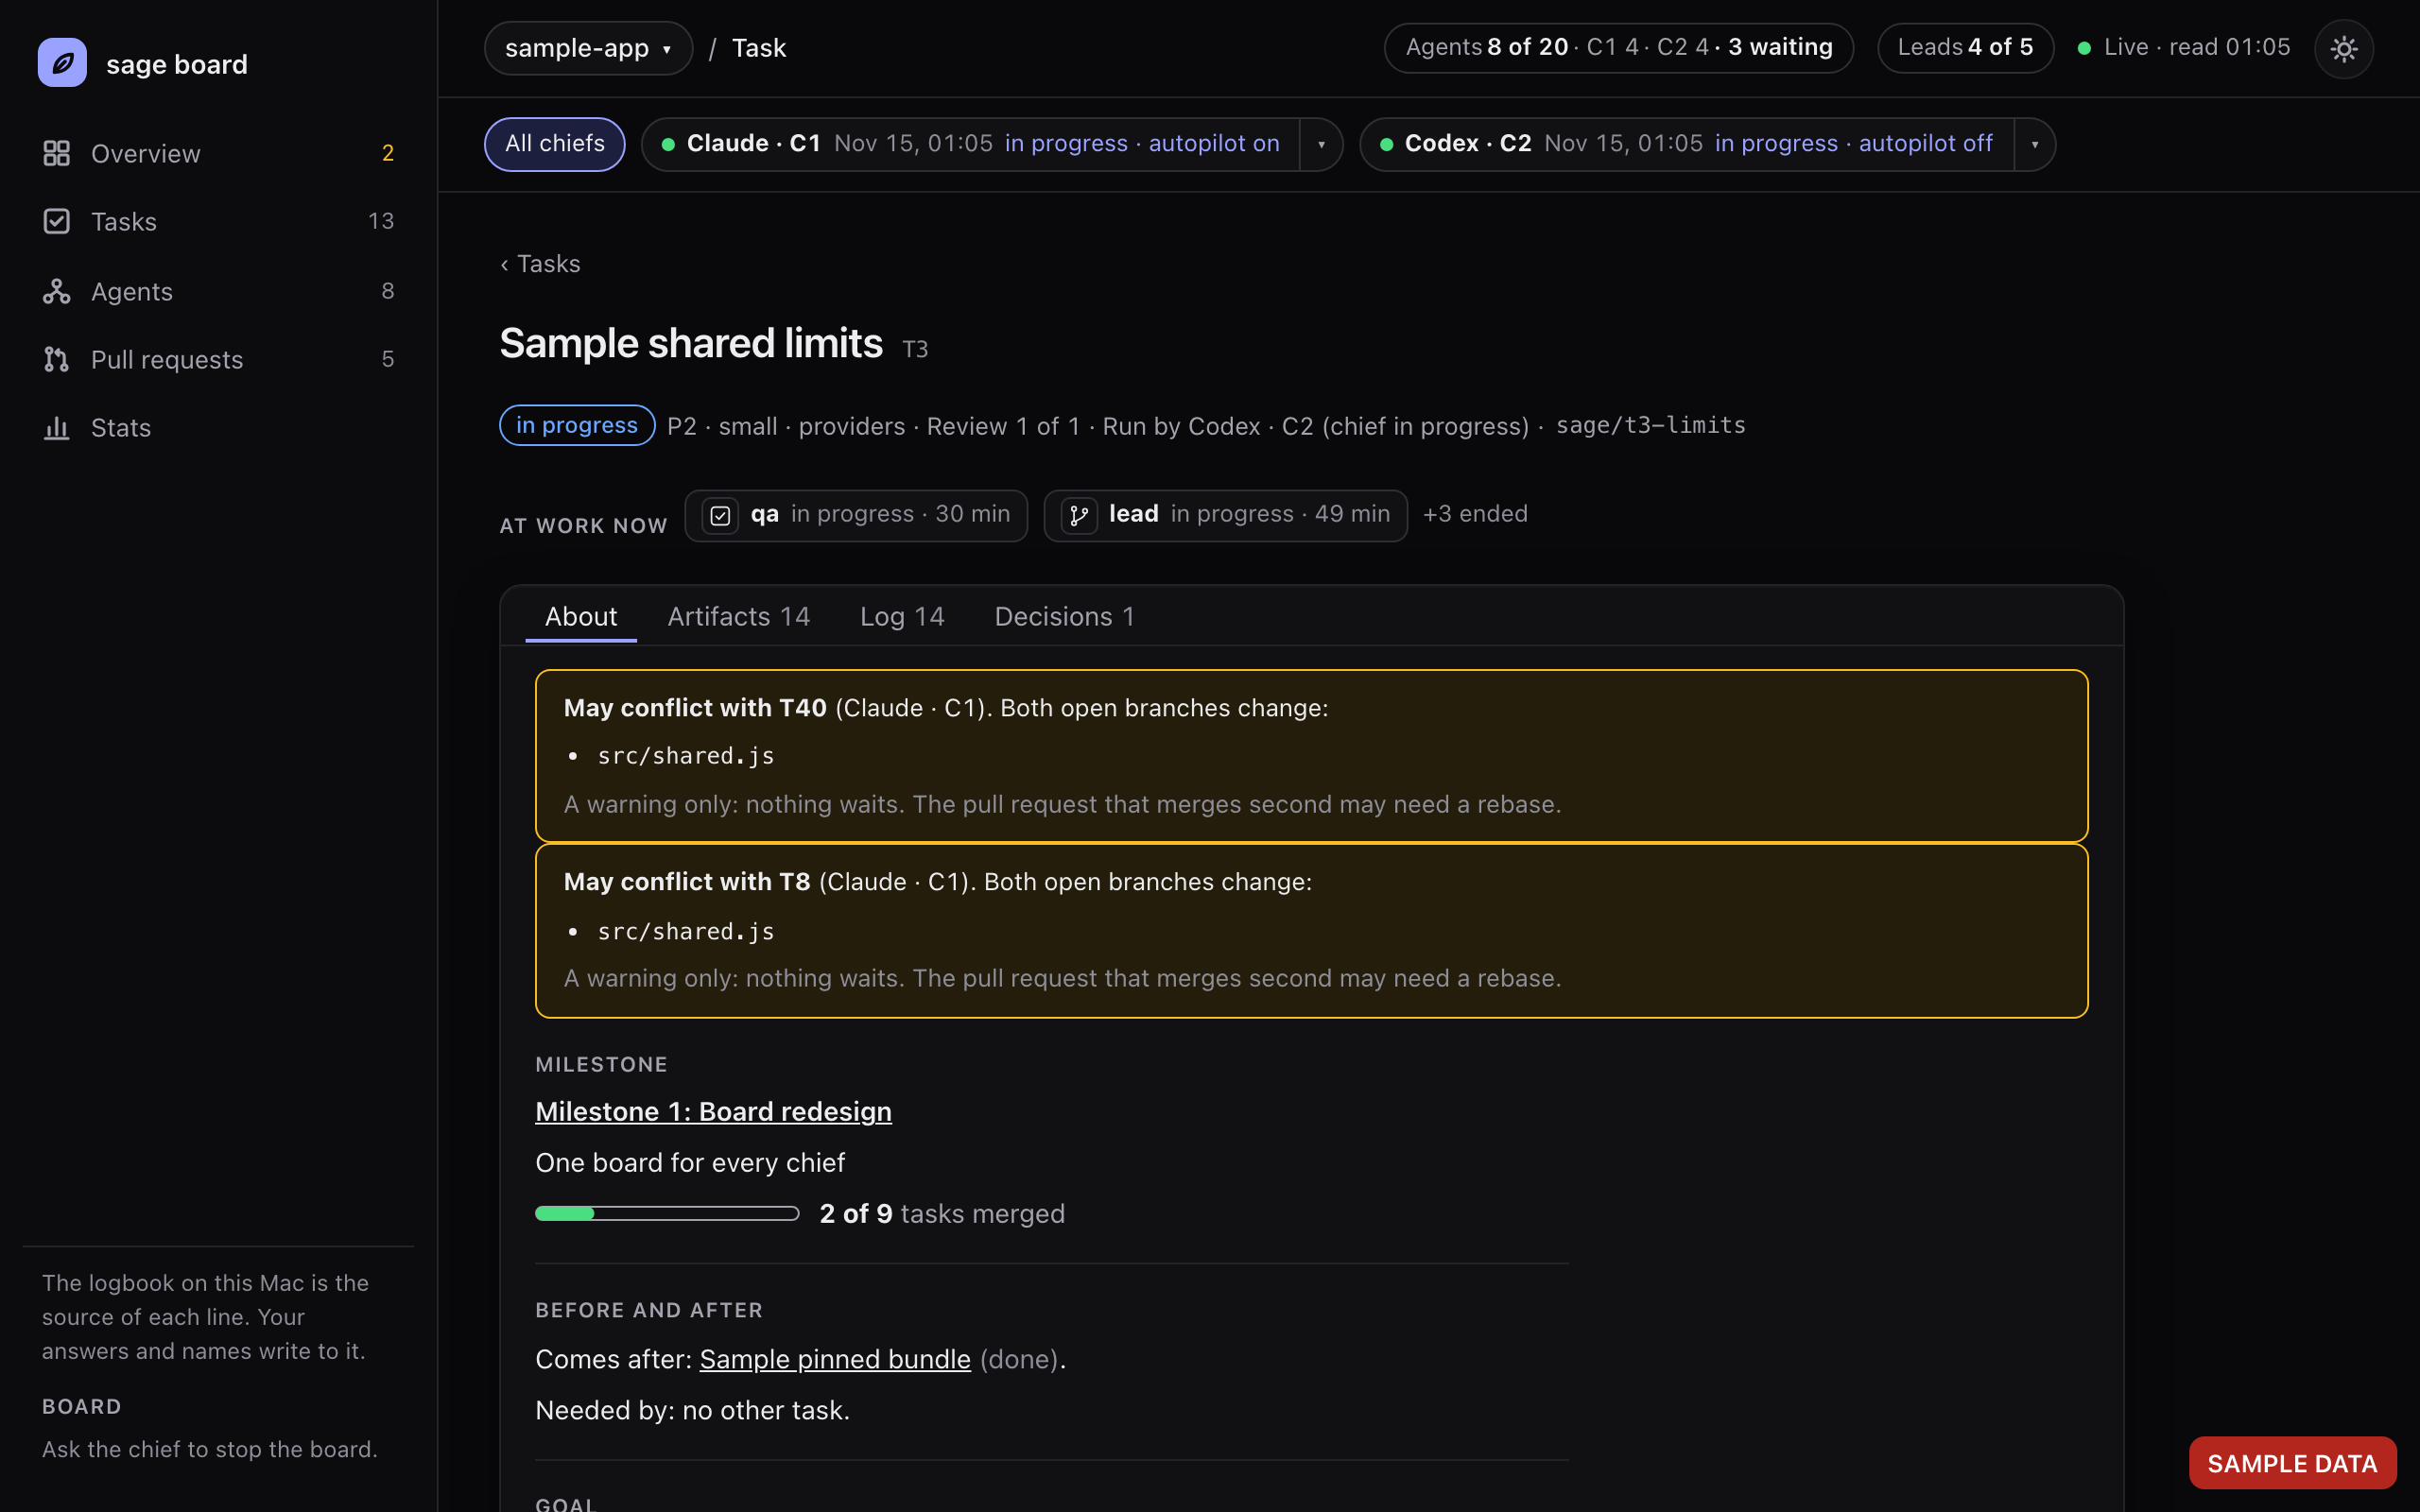 sage board
Overview 2
Tasks 13
Agents 8
Pull requests 5
Stats
The logbook on this Mac is the
source of each line. Your
answers and names write to it.
BOARD
Ask the chief to stop the board.
sample-app ▾ / Task
Agents 8 of 20 · C1 4 · C2 4 · 3 waiting
Leads 4 of 5
Live · read 01:05
All chiefs
Claude · C1 Nov 15, 01:05 in progress · autopilot on ▾
Codex · C2 Nov 15, 01:05 in progress · autopilot off ▾
‹ Tasks
Sample shared limits T3
in progress P2 · small · providers · Review 1 of 1 · Run by Codex · C2 (chief in progress) · sage/t3-limits
AT WORK NOW qa in progress · 30 min lead in progress · 49 min +3 ended
About Artifacts 14 Log 14 Decisions 1
May conflict with T40 (Claude · C1). Both open branches change:
• src/shared.js
A warning only: nothing waits. The pull request that merges second may need a rebase.
May conflict with T8 (Claude · C1). Both open branches change:
• src/shared.js
A warning only: nothing waits. The pull request that merges second may need a rebase.
MILESTONE
Milestone 1: Board redesign
One board for every chief
2 of 9 tasks merged
BEFORE AND AFTER
Comes after: Sample pinned bundle (done).
Needed by: no other task.
GOAL
SAMPLE DATA